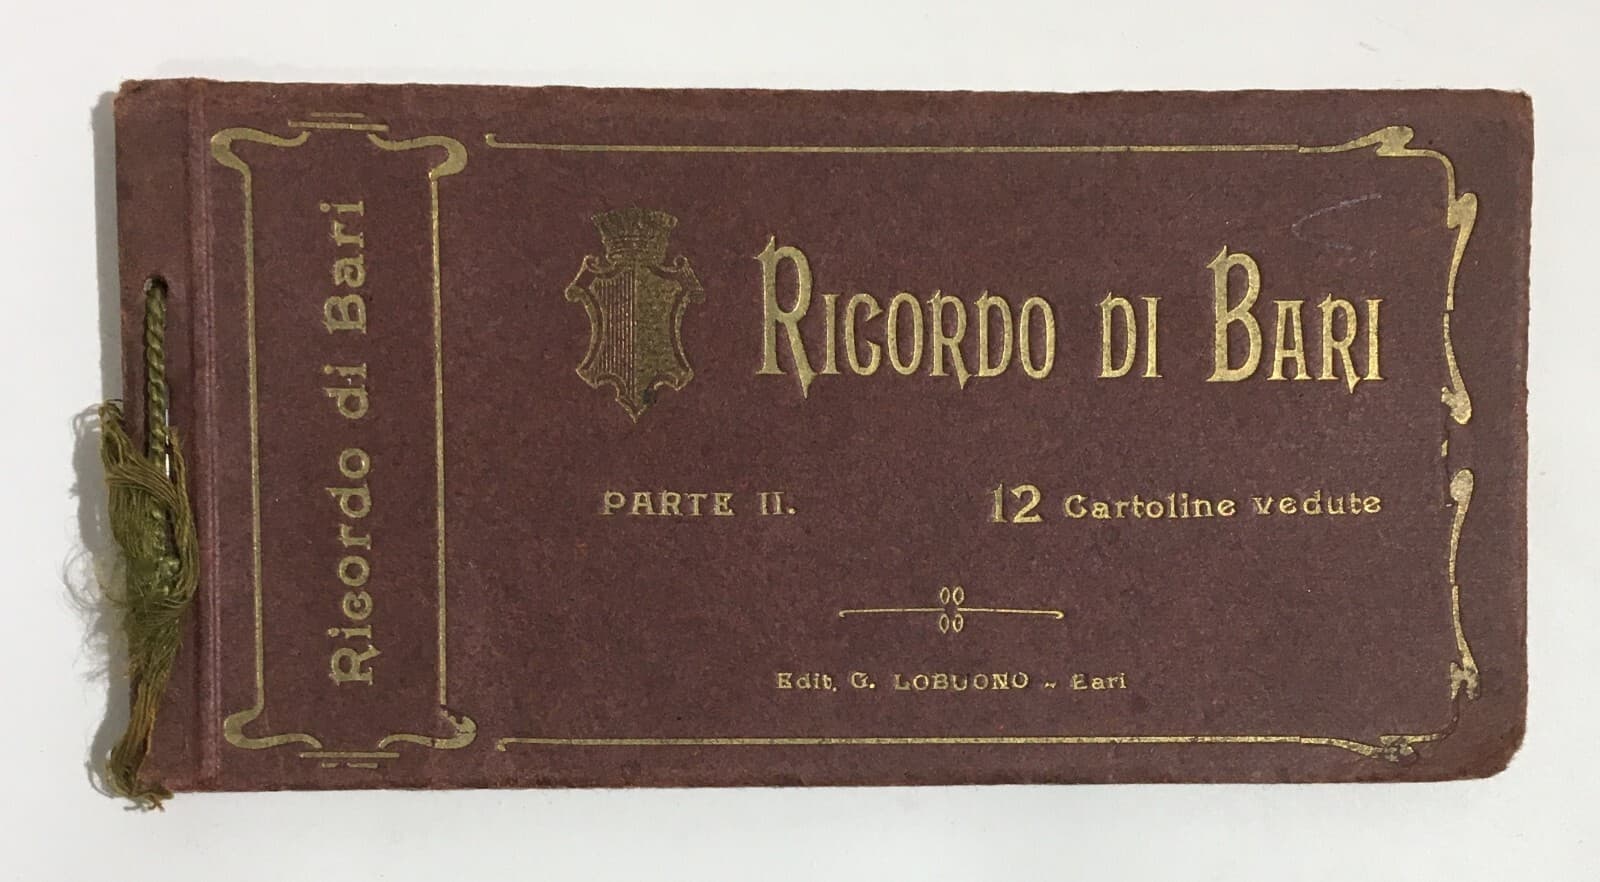 Ricordo di Bari
RICORDO DI BARI
PARTE II.
12 Cartoline vedute
Edit. G. LOBUONO - Bari